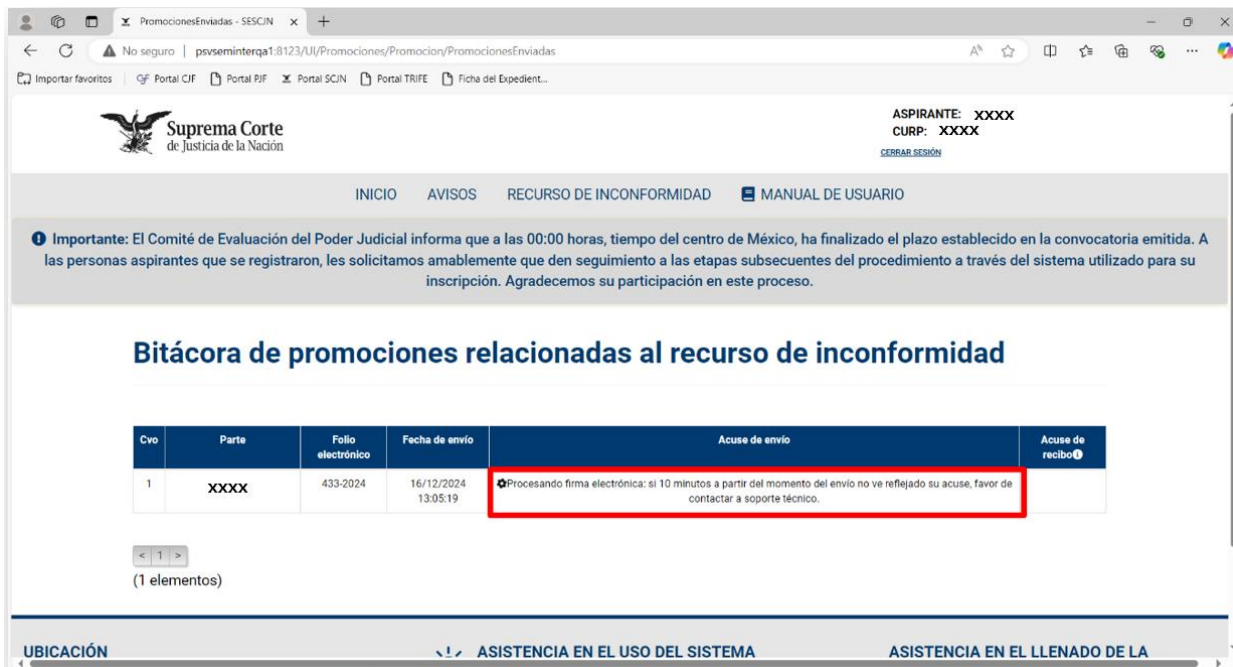 PromocionesEnviadas - SESCJN
No seguro | psvseminterqa1:8123/UI/Promociones/Promocion/PromocionesEnviadas
Importar favoritos
Portal CJF
Portal PJF
Portal SCJN
Portal TRIFE
Ficha del Expedient...
Suprema Corte
de Justicia de la Nación
ASPIRANTE: XXXX
CURP: XXXX
CERRAR SESIÓN
INICIO AVISOS RECURSO DE INCONFORMIDAD MANUAL DE USUARIO
Importante: El Comité de Evaluación del Poder Judicial informa que a las 00:00 horas, tiempo del centro de México, ha finalizado el plazo establecido en la convocatoria emitida. A
las personas aspirantes que se registraron, les solicitamos amablemente que den seguimiento a las etapas subsecuentes del procedimiento a través del sistema utilizado para su
inscripción. Agradecemos su participación en este proceso.
Bitácora de promociones relacionadas al recurso de inconformidad
Cvo
Parte
Folio
electrónico
Fecha de envío
Acuse de envío
Acuse de
recibo
1
XXXX
433-2024
16/12/2024
13:05:19
Procesando firma electrónica: si 10 minutos a partir del momento del envío no ve reflejado su acuse, favor de
contactar a soporte técnico.
< 1 >
(1 elementos)
UBICACIÓN
ASISTENCIA EN EL USO DEL SISTEMA
ASISTENCIA EN EL LLENADO DE LA